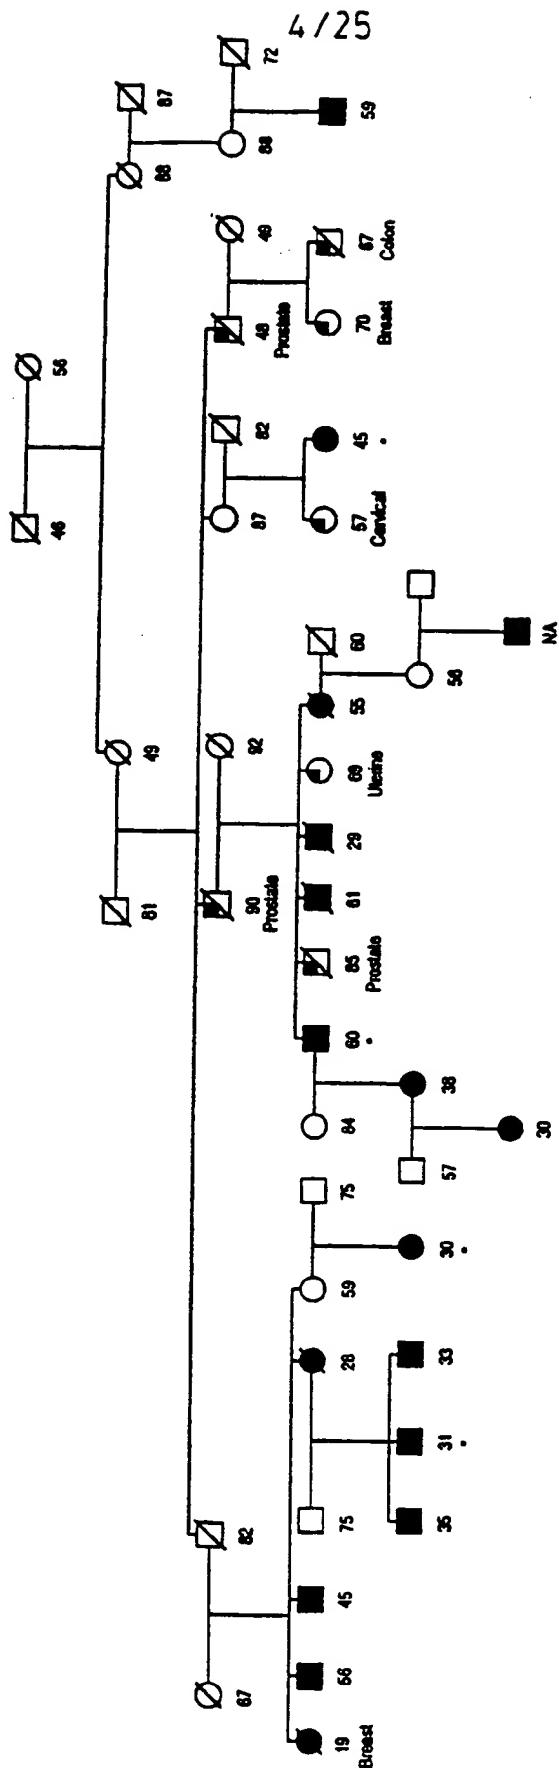 4/25
46 56
81 49 88 87
67 82 90 92 87 82 48 49 88 72
Prostate Prostate
19 56 45 75 28 59 75 84 60 85 61 29 69 55 60 57 45 70 67 59
Breast Prostate Uterine Cervical Breast Colon
35 31 33 30 57 38 58
30 NA